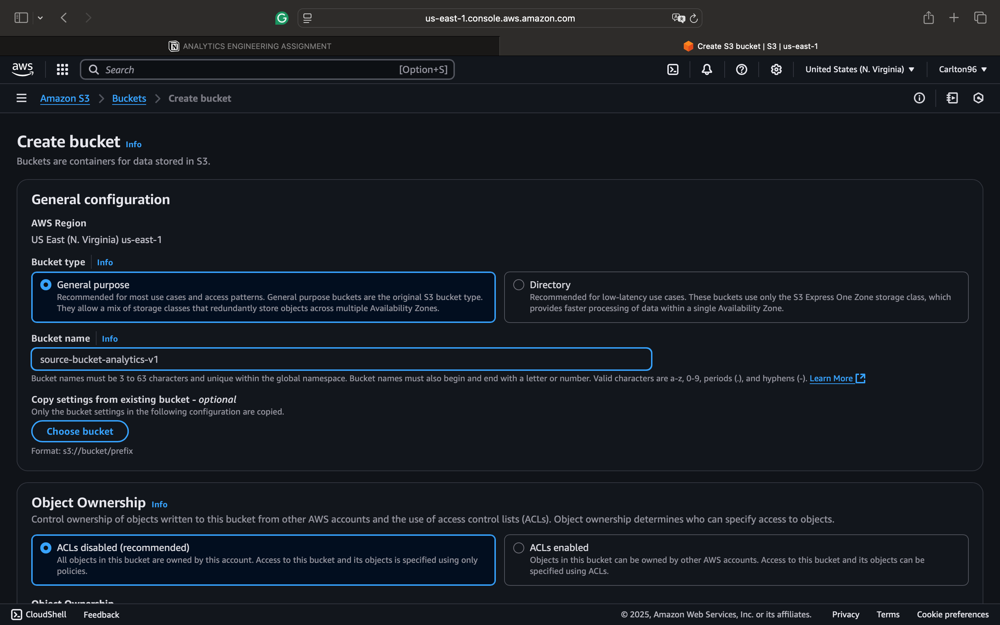 us-east-1.console.aws.amazon.com
ANALYTICS ENGINEERING ASSIGNMENT
Create S3 bucket | S3 | us-east-1
aws
Search
[Option+S]
United States (N. Virginia)
Carlton96
Amazon S3
Buckets
Create bucket
Create bucket Info
Buckets are containers for data stored in S3.
General configuration
AWS Region
US East (N. Virginia) us-east-1
Bucket type Info
General purpose
Recommended for most use cases and access patterns. General purpose buckets are the original S3 bucket type.
They allow a mix of storage classes that redundantly store objects across multiple Availability Zones.
Directory
Recommended for low-latency use cases. These buckets use only the S3 Express One Zone storage class, which
provides faster processing of data within a single Availability Zone.
Bucket name Info
source-bucket-analytics-v1
Bucket names must be 3 to 63 characters and unique within the global namespace. Bucket names must also begin and end with a letter or number. Valid characters are a-z, 0-9, periods (.), and hyphens (-). Learn More
Copy settings from existing bucket - optional
Only the bucket settings in the following configuration are copied.
Choose bucket
Format: s3://bucket/prefix
Object Ownership Info
Control ownership of objects written to this bucket from other AWS accounts and the use of access control lists (ACLs). Object ownership determines who can specify access to objects.
ACLs disabled (recommended)
All objects in this bucket are owned by this account. Access to this bucket and its objects is specified using only
policies.
ACLs enabled
Objects in this bucket can be owned by other AWS accounts. Access to this bucket and its objects can be
specified using ACLs.
Object Ownership
CloudShell
Feedback
© 2025, Amazon Web Services, Inc. or its affiliates.
Privacy
Terms
Cookie preferences